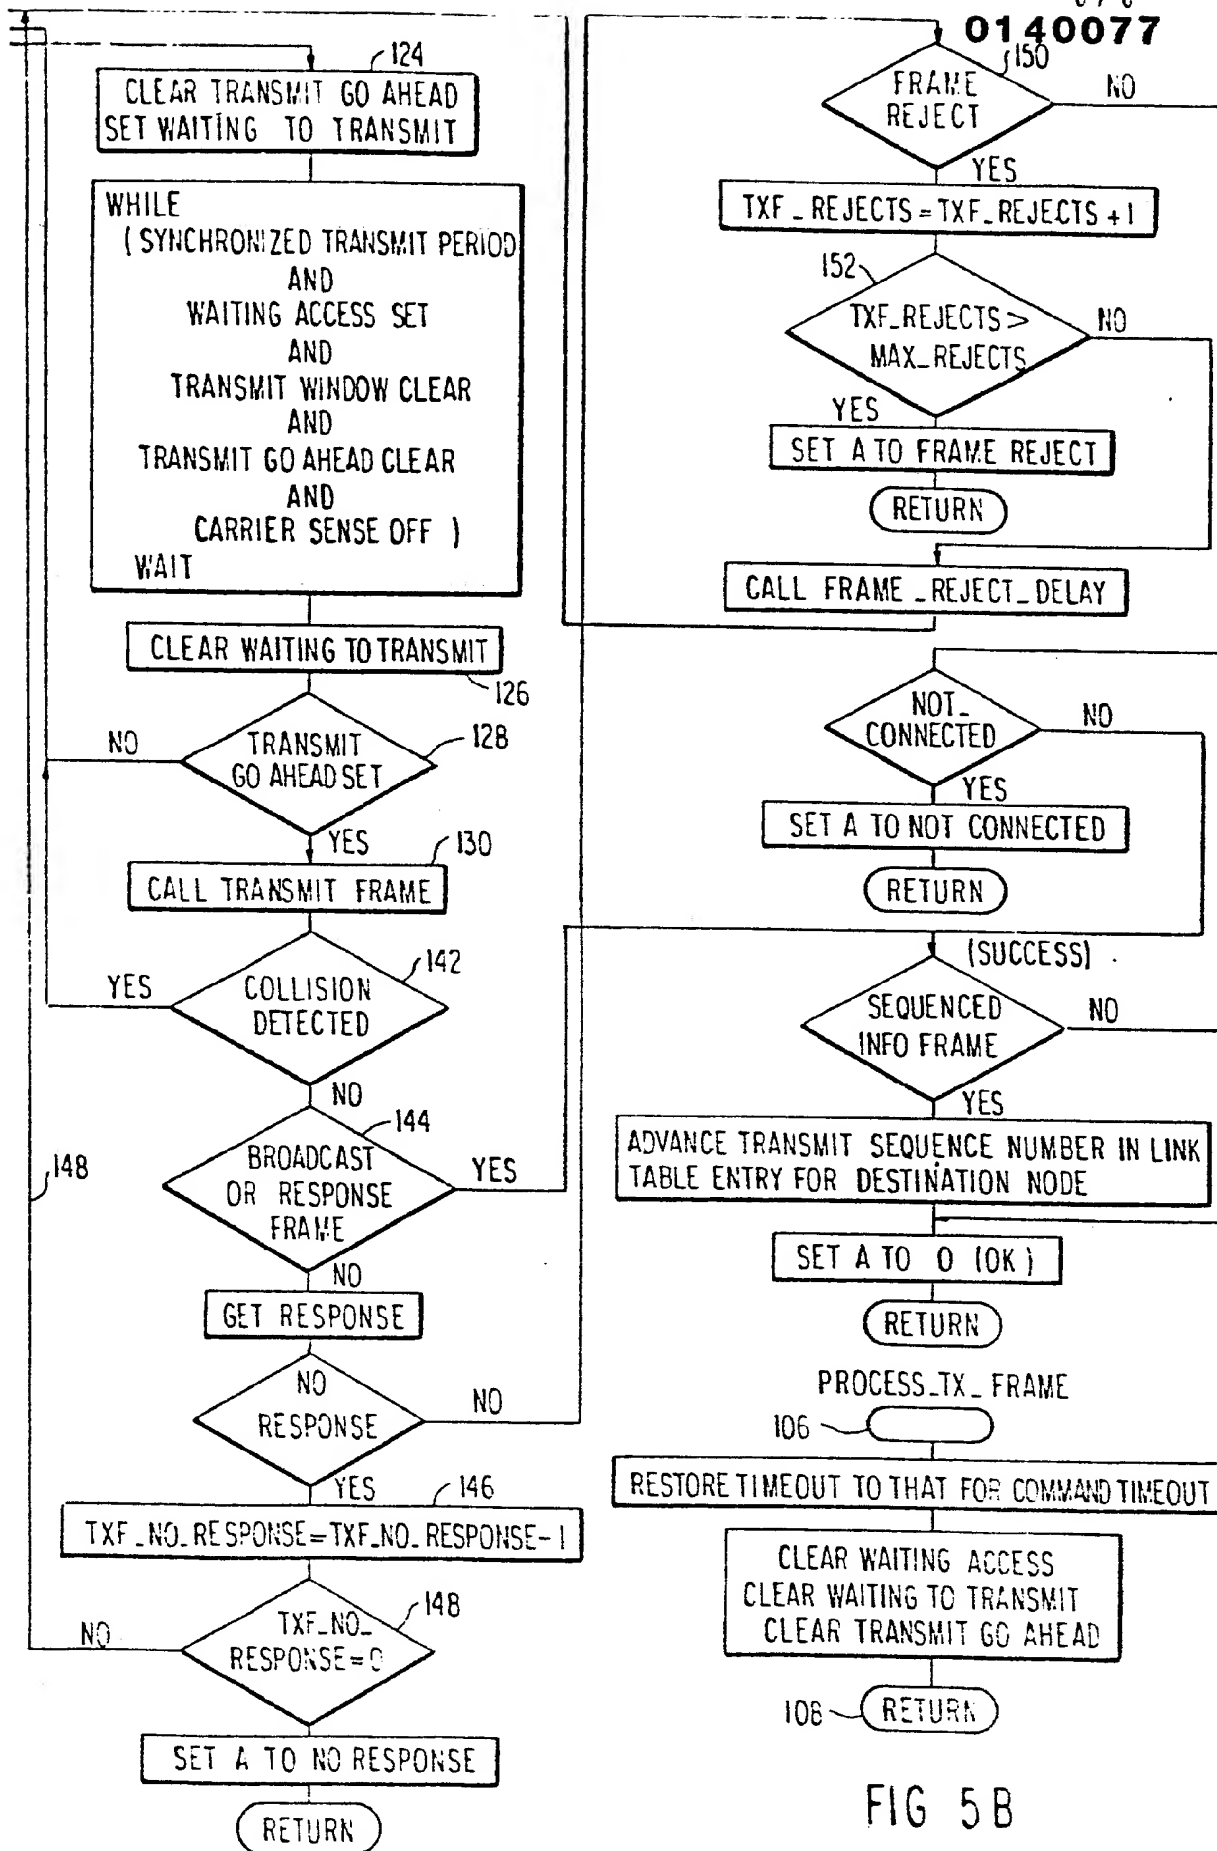 0140077
124
CLEAR TRANSMIT GO AHEAD
SET WAITING TO TRANSMIT
WHILE
(SYNCHRONIZED TRANSMIT PERIOD
AND
WAITING ACCESS SET
AND
TRANSMIT WINDOW CLEAR
AND
TRANSMIT GO AHEAD CLEAR
AND
CARRIER SENSE OFF )
WAIT
CLEAR WAITING TO TRANSMIT
126
NO
TRANSMIT
GO AHEAD SET
128
YES
130
CALL TRANSMIT FRAME
YES
COLLISION
DETECTED
142
NO
144
BROADCAST
OR RESPONSE
FRAME
YES
148
NO
GET RESPONSE
NO
RESPONSE
NO
YES
146
TXF_NO_RESPONSE=TXF_NO_RESPONSE-1
NO
TXF_NO_
RESPONSE=0
148
SET A TO NO RESPONSE
RETURN
150
FRAME
REJECT
NO
YES
TXF_REJECTS=TXF_REJECTS+1
152
TXF_REJECTS>
MAX_REJECTS
NO
YES
SET A TO FRAME REJECT
RETURN
CALL FRAME_REJECT_DELAY
NOT_
CONNECTED
NO
YES
SET A TO NOT CONNECTED
RETURN
(SUCCESS)
SEQUENCED
INFO FRAME
NO
YES
ADVANCE TRANSMIT SEQUENCE NUMBER IN LINK
TABLE ENTRY FOR DESTINATION NODE
SET A TO 0 (OK)
RETURN
PROCESS_TX_FRAME
106
RESTORE TIMEOUT TO THAT FOR COMMAND TIMEOUT
CLEAR WAITING ACCESS
CLEAR WAITING TO TRANSMIT
CLEAR TRANSMIT GO AHEAD
108
RETURN
FIG 5B